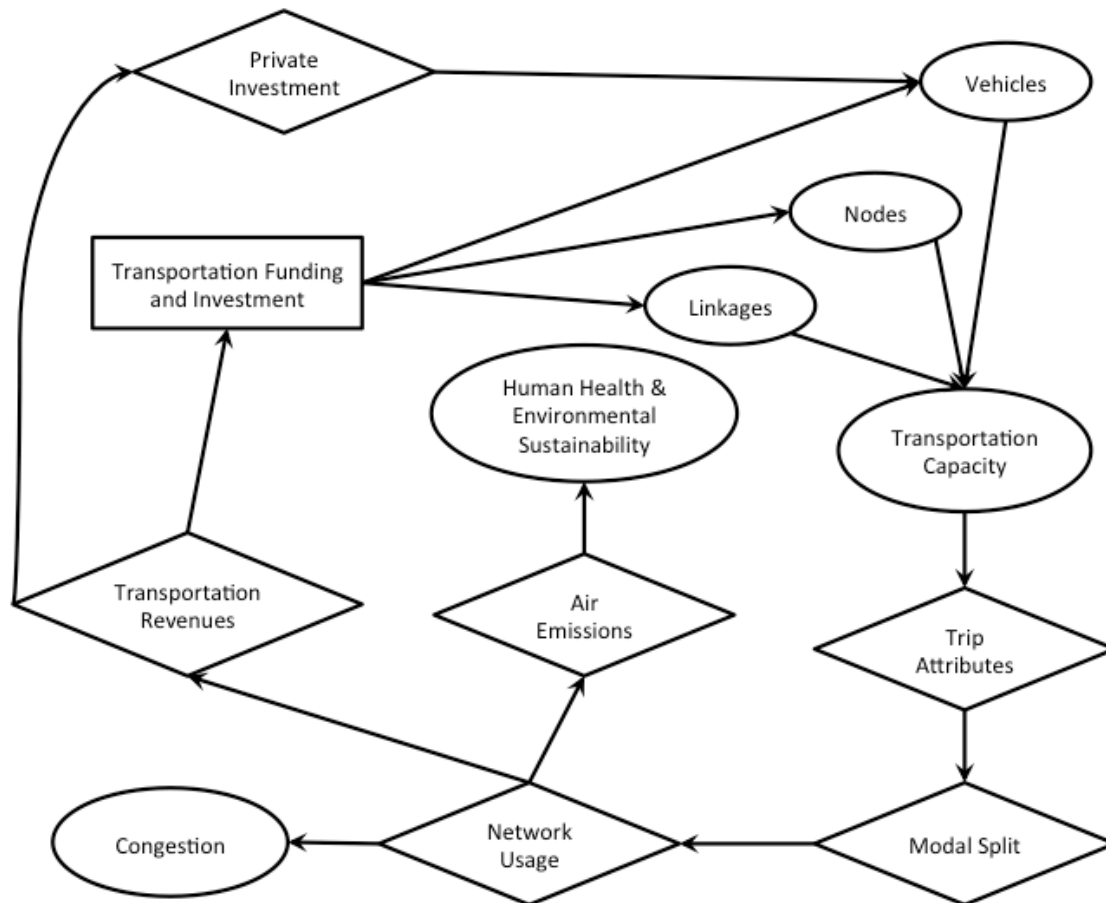 Private
Investment
Vehicles
Nodes
Transportation Funding
and Investment
Linkages
Human Health &
Environmental
Sustainability
Transportation
Capacity
Transportation
Revenues
Air
Emissions
Trip
Attributes
Congestion
Network
Usage
Modal Split